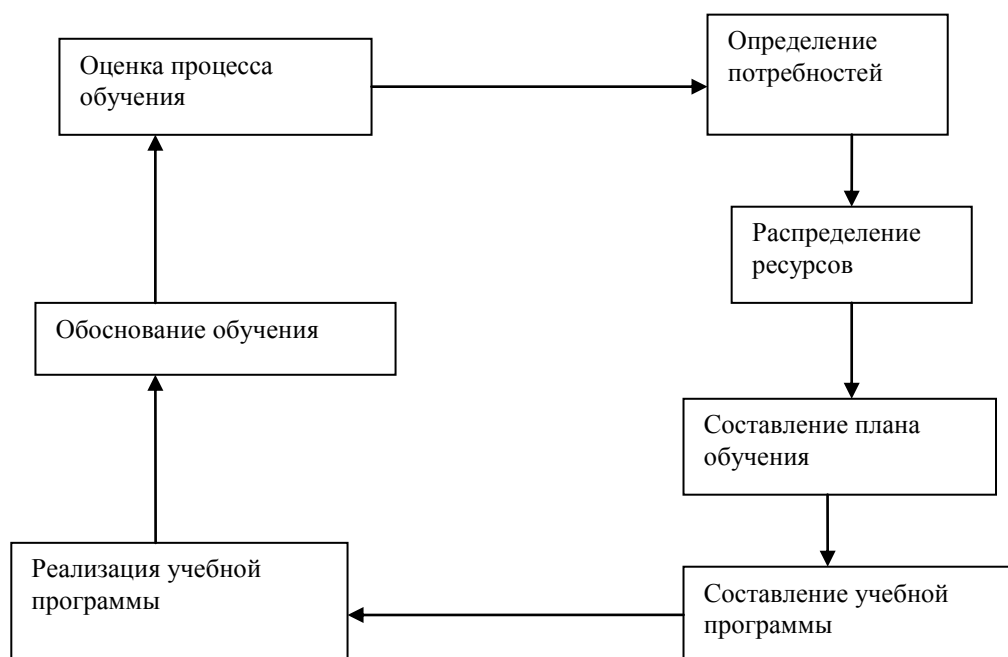 Оценка процесса
обучения
Определение
потребностей
Распределение
ресурсов
Обоснование обучения
Составление плана
обучения
Реализация учебной
программы
Составление учебной
программы